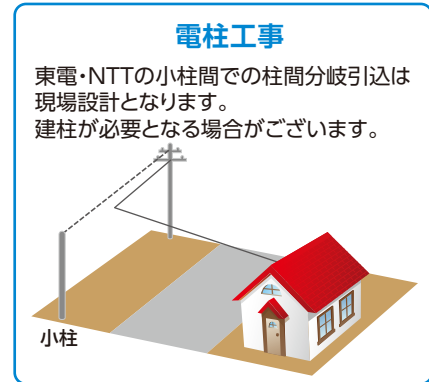 電柱工事
東電・NTTの小柱間での柱間分岐引込は
現場設計となります。
建柱が必要となる場合がございます。
小柱